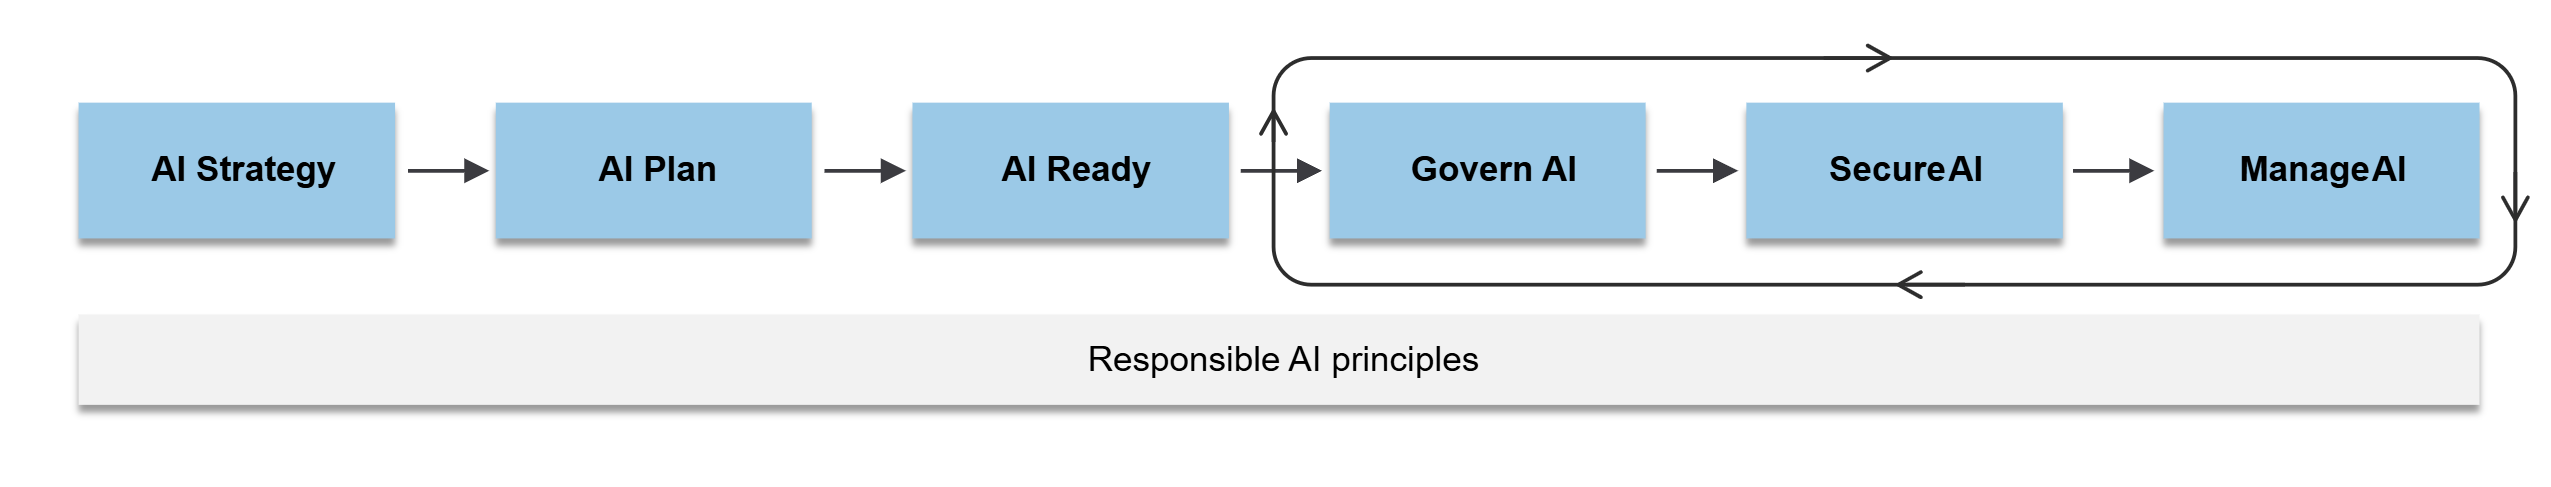 AI Strategy
AI Plan
AI Ready
Govern AI
Secure AI
Manage AI
Responsible AI principles